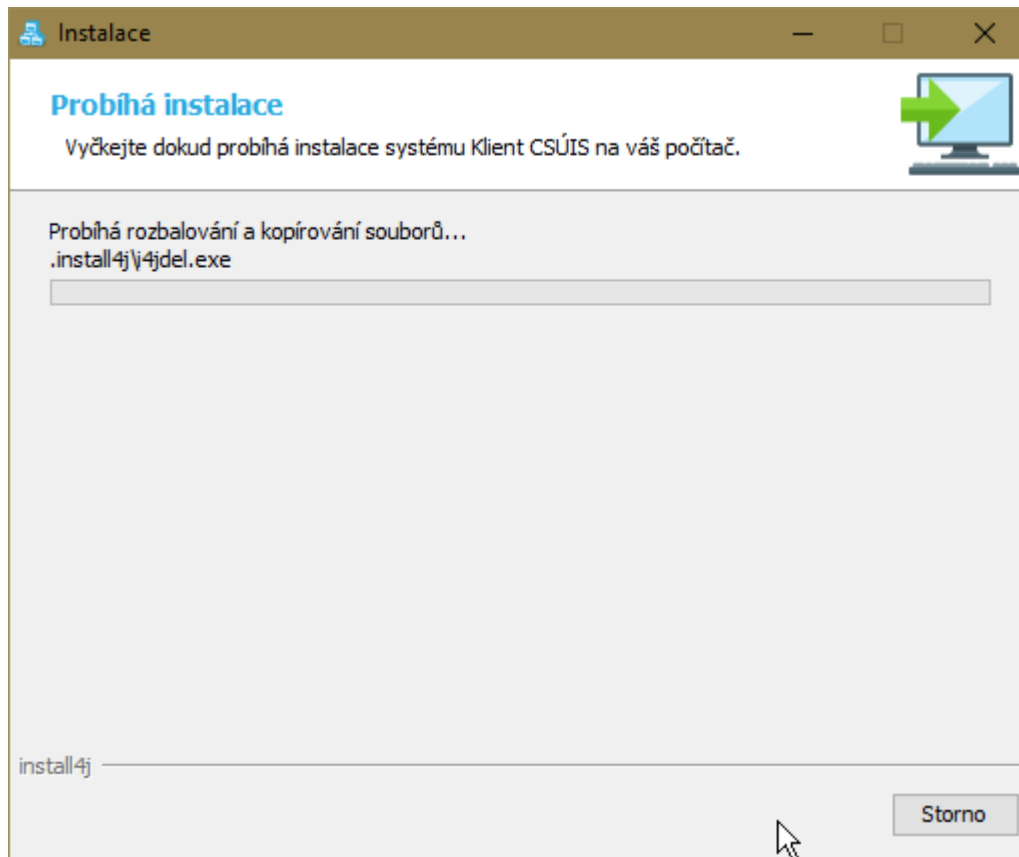 Instalace
Probíhá instalace
Vyčkejte dokud probíhá instalace systému Klient CSÚIS na váš počítač.
Probíhá rozbalování a kopírování souborů...
.install4j\i4jdel.exe
install4j
Storno